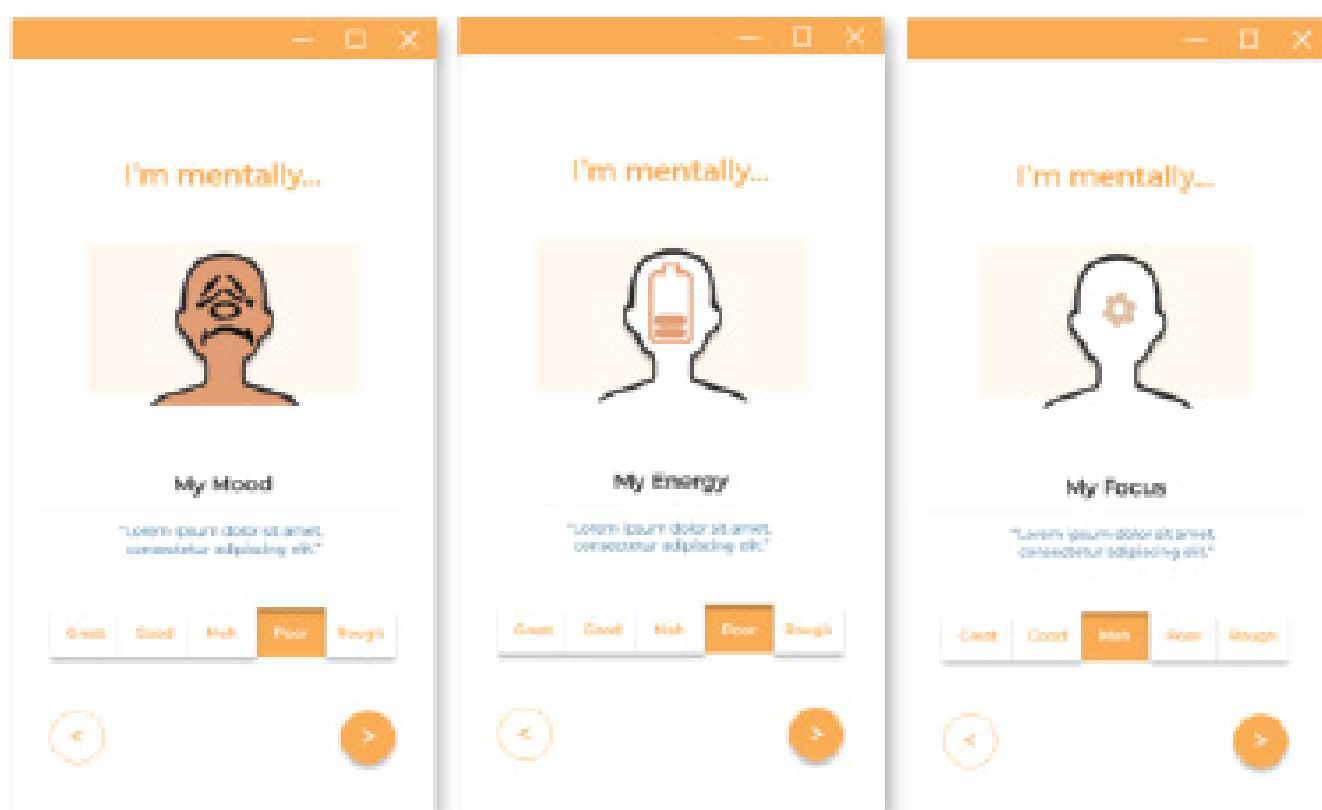 I'm mentally...
My Mood
"Lorem ipsum dolor sit amet,
consectetur adipiscing elit."
Great Good Meh Poor Rough
<
>
I'm mentally...
My Energy
"Lorem ipsum dolor sit amet,
consectetur adipiscing elit."
Great Good Meh Poor Rough
<
>
I'm mentally...
My Focus
"Lorem ipsum dolor sit amet,
consectetur adipiscing elit."
Great Good Meh Poor Rough
<
>